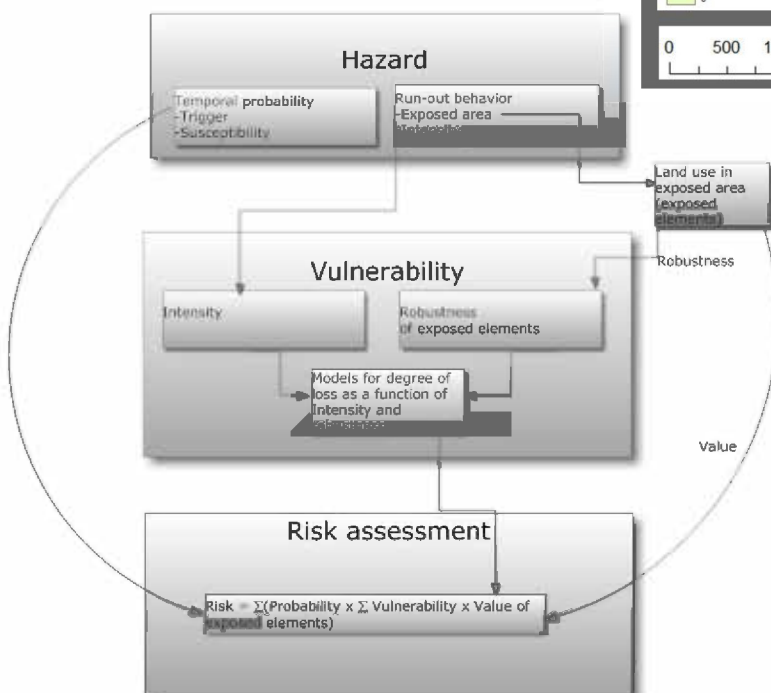 0 500 1
Hazard
Temporal probability
-Trigger
-Susceptibility
Run-out behavior
-Exposed area
Land use in
exposed area
(exposed
elements)
Robustness
Vulnerability
Intensity
Robustness
of exposed elements
Models for degree of
loss as a function of
Intensity and
Value
Risk assessment
Risk = Σ(Probability x Σ Vulnerability x Value of
exposed elements)